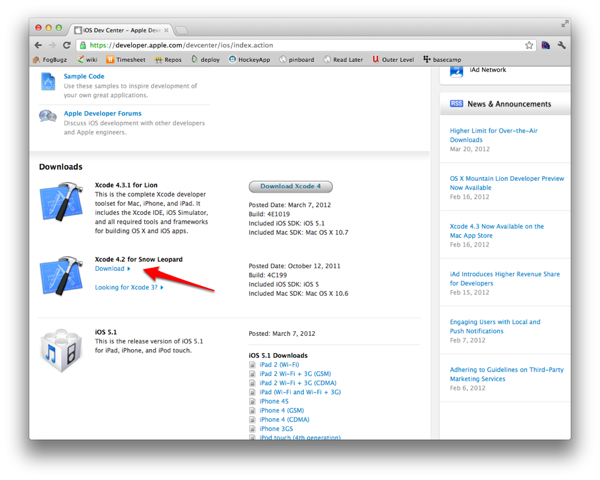 iOS Dev Center - Apple Dev
https://developer.apple.com/devcenter/ios/index.action
FogBugz wiki Timesheet Repos deploy HockeyApp pinboard Read Later Outer Level basecamp
Sample Code
Use these samples to inspire development of
your own great applications.
Apple Developer Forums
Discuss iOS development with other developers
and Apple engineers.
Downloads
Xcode 4.3.1 for Lion
This is the complete Xcode developer
toolset for Mac, iPhone, and iPad. It
includes the Xcode IDE, iOS Simulator,
and all required tools and frameworks
for building OS X and iOS apps.
Download Xcode 4
Posted Date: March 7, 2012
Build: 4E1019
Included iOS SDK: iOS 5.1
Included Mac SDK: Mac OS X 10.7
Xcode 4.2 for Snow Leopard
Download
Looking for Xcode 3?
Posted Date: October 12, 2011
Build: 4C199
Included iOS SDK: iOS 5
Included Mac SDK: Mac OS X 10.6
iOS 5.1
This is the release version of iOS 5.1
for iPad, iPhone, and iPod touch.
Posted: March 7, 2012
iOS 5.1 Downloads
iPad 2 (Wi-Fi)
iPad 2 Wi-Fi + 3G (GSM)
iPad 2 Wi-Fi + 3G (CDMA)
iPad (Wi-Fi and Wi-Fi + 3G)
iPhone 4S
iPhone 4 (GSM)
iPhone 4 (CDMA)
iPhone 3GS
iPod touch (4th generation)
iAd Network
RSS News & Announcements
Higher Limit for Over-the-Air
Downloads
Mar 20, 2012
OS X Mountain Lion Developer Preview
Now Available
Feb 16, 2012
Xcode 4.3 Now Available on the
Mac App Store
Feb 16, 2012
iAd Introduces Higher Revenue Share
for Developers
Feb 15, 2012
Engaging Users with Local and
Push Notifications
Feb 7, 2012
Adhering to Guidelines on Third-Party
Marketing Services
Feb 6, 2012